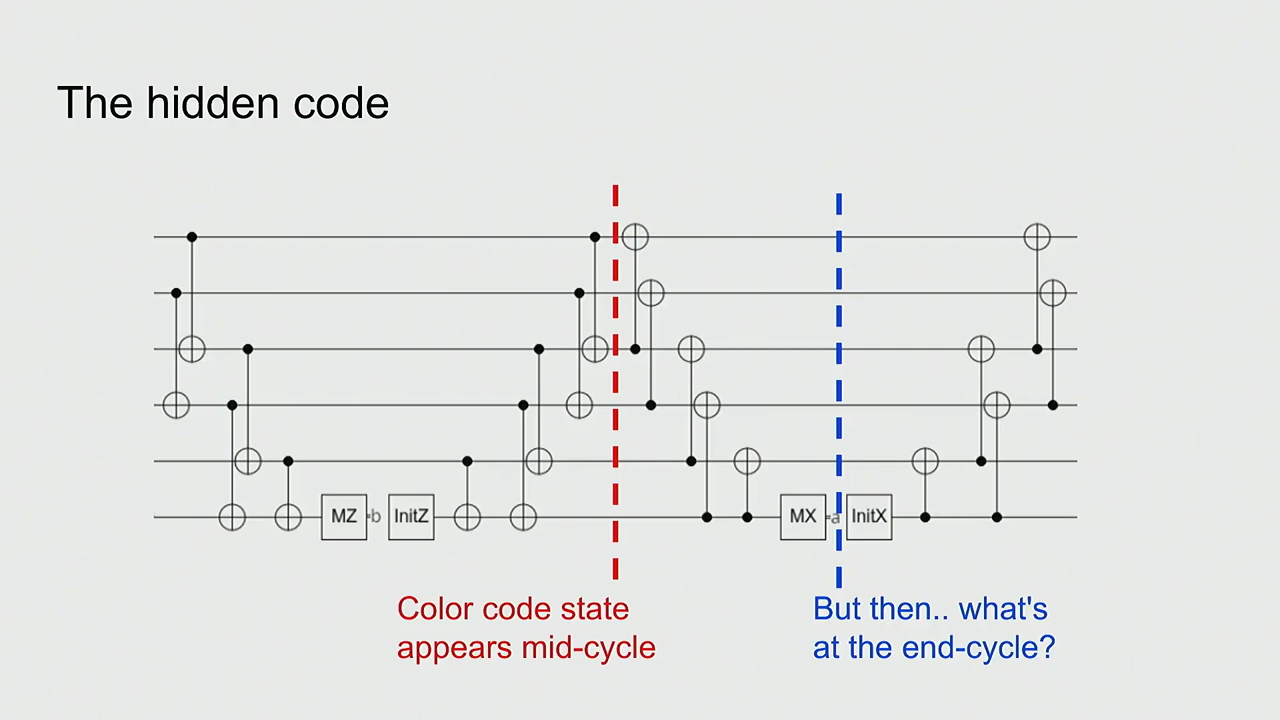 The hidden code
MZ b InitZ
MX a InitX
Color code state
appears mid-cycle
But then.. what's
at the end-cycle?